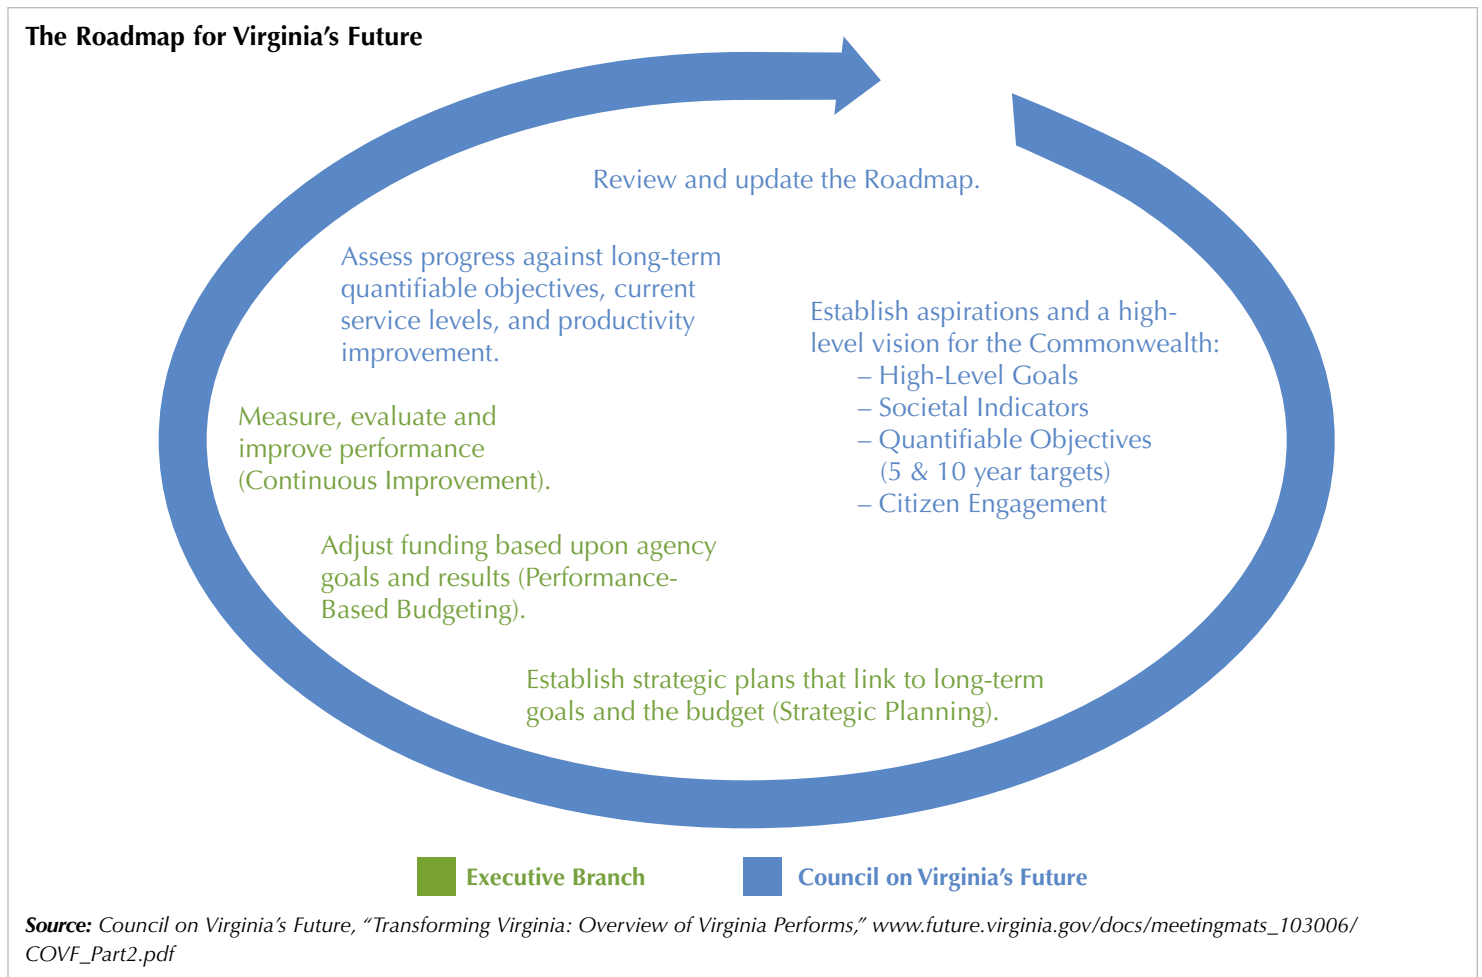 The Roadmap for Virginia’s Future
Review and update the Roadmap.
Assess progress against long-term
quantifiable objectives, current
service levels, and productivity
improvement.
Establish aspirations and a high-
level vision for the Commonwealth:
– High-Level Goals
– Societal Indicators
– Quantifiable Objectives
(5 & 10 year targets)
– Citizen Engagement
Measure, evaluate and
improve performance
(Continuous Improvement).
Adjust funding based upon agency
goals and results (Performance-
Based Budgeting).
Establish strategic plans that link to long-term
goals and the budget (Strategic Planning).
Executive Branch
Council on Virginia’s Future
Source: Council on Virginia’s Future, “Transforming Virginia: Overview of Virginia Performs,” www.future.virginia.gov/docs/meetingmats_103006/
COVF_Part2.pdf